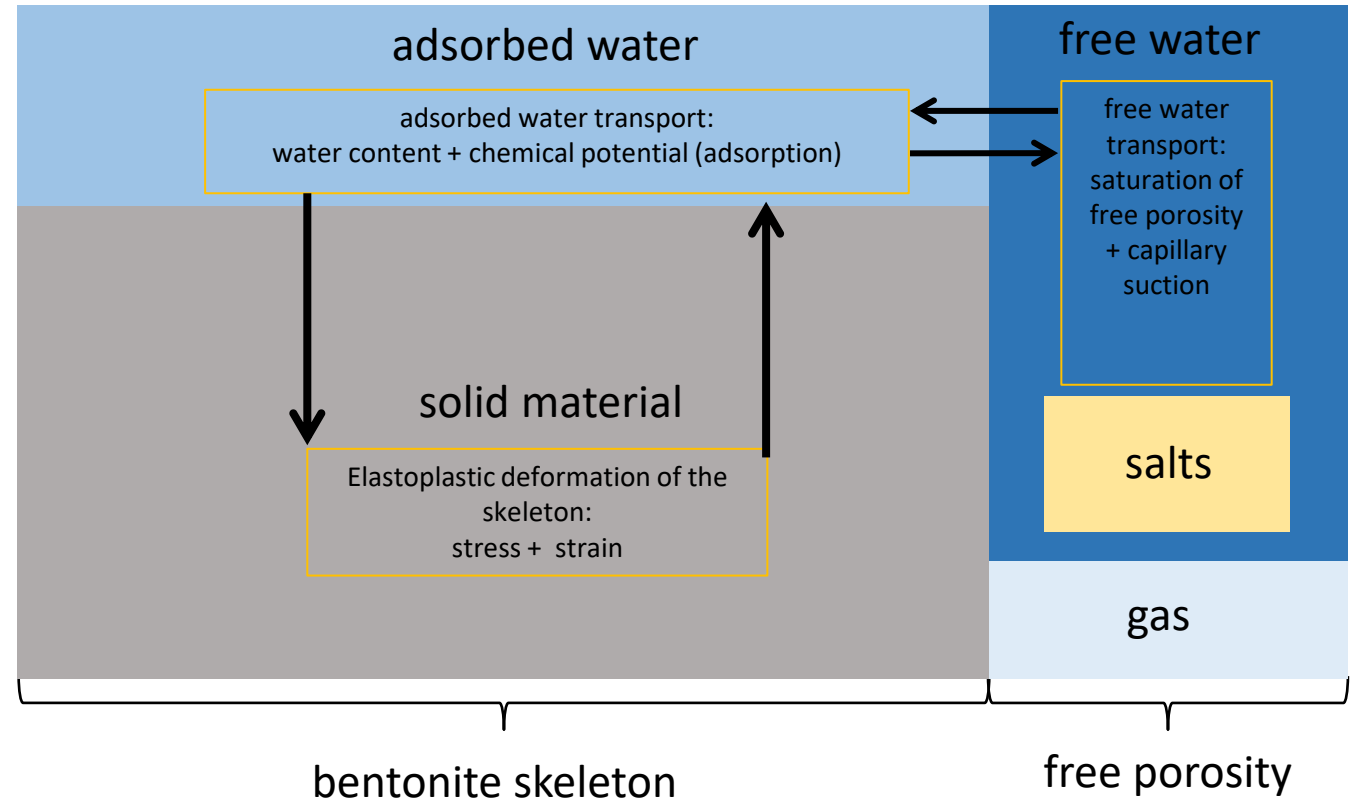 adsorbed water
adsorbed water transport:
water content + chemical potential (adsorption)
free water
free water
transport:
saturation of
free porosity
+ capillary
suction
solid material
Elastoplastic deformation of the
skeleton:
stress + strain
salts
gas
bentonite skeleton
free porosity